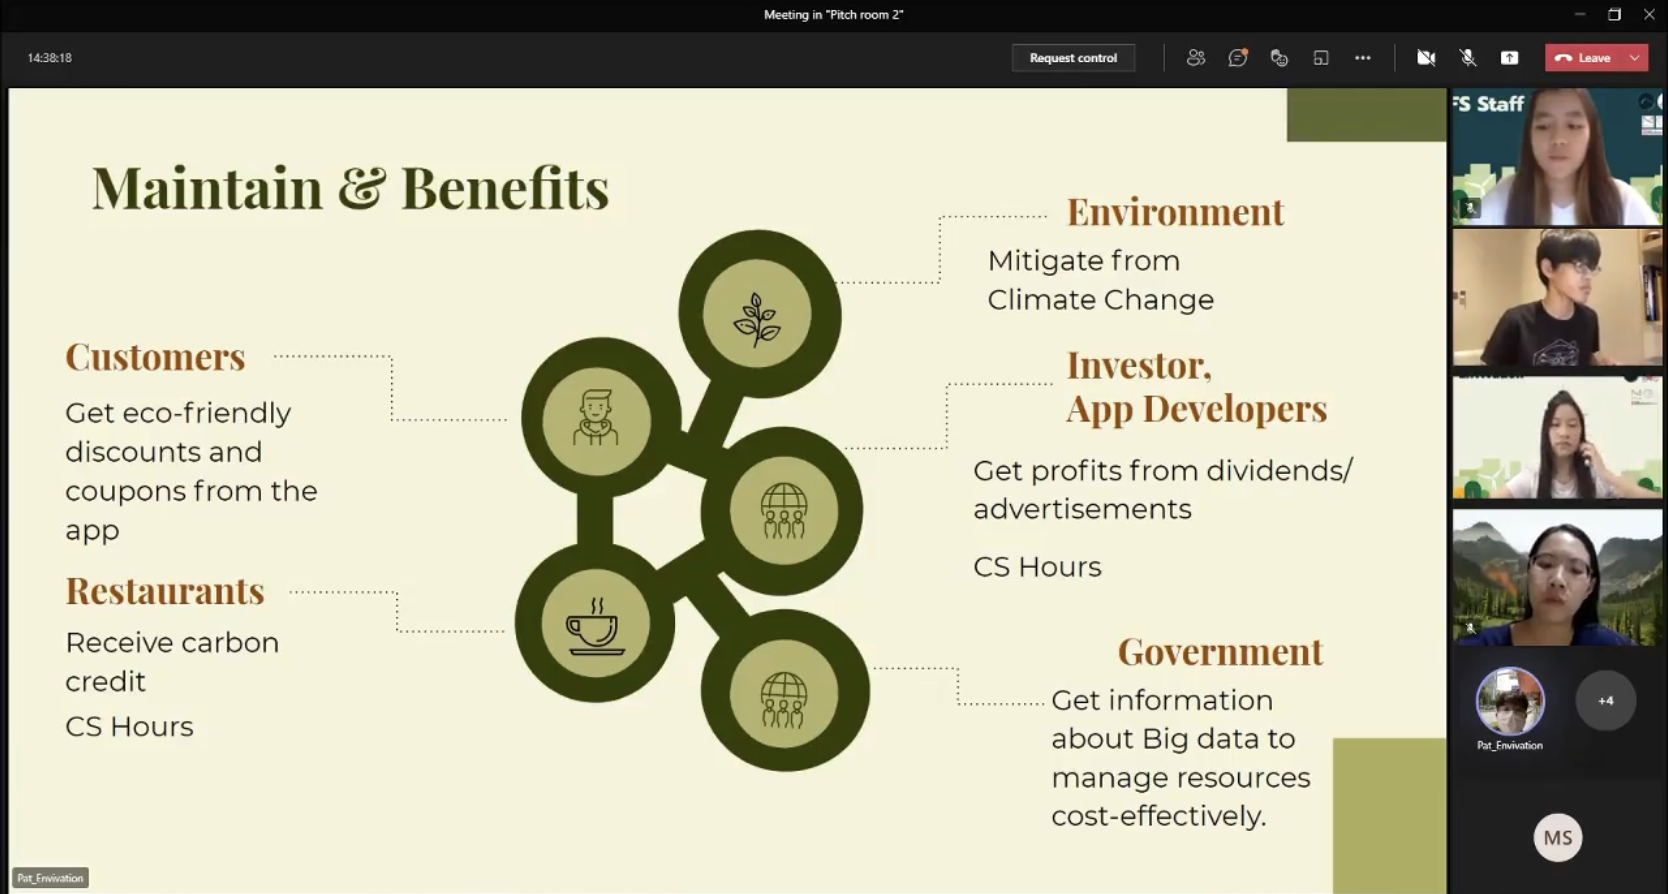 Meeting in "Pitch room 2"
14:38:18
Request control
Leave
Maintain & Benefits
Customers
Get eco-friendly
discounts and
coupons from the
app
Restaurants
Receive carbon
credit
CS Hours
Environment
Mitigate from
Climate Change
Investor,
App Developers
Get profits from dividends/
advertisements
CS Hours
Government
Get information
about Big data to
manage resources
cost-effectively.
Pat_Envivation
FS Staff
Pat_Envivation
+4
MS